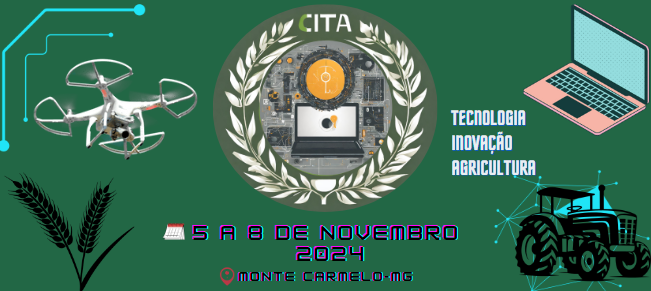 CITA
TECNOLOGIA
INOVAÇÃO
AGRICULTURA
5 A 8 DE NOVEMBRO
2024
MONTE CARMELO-MG